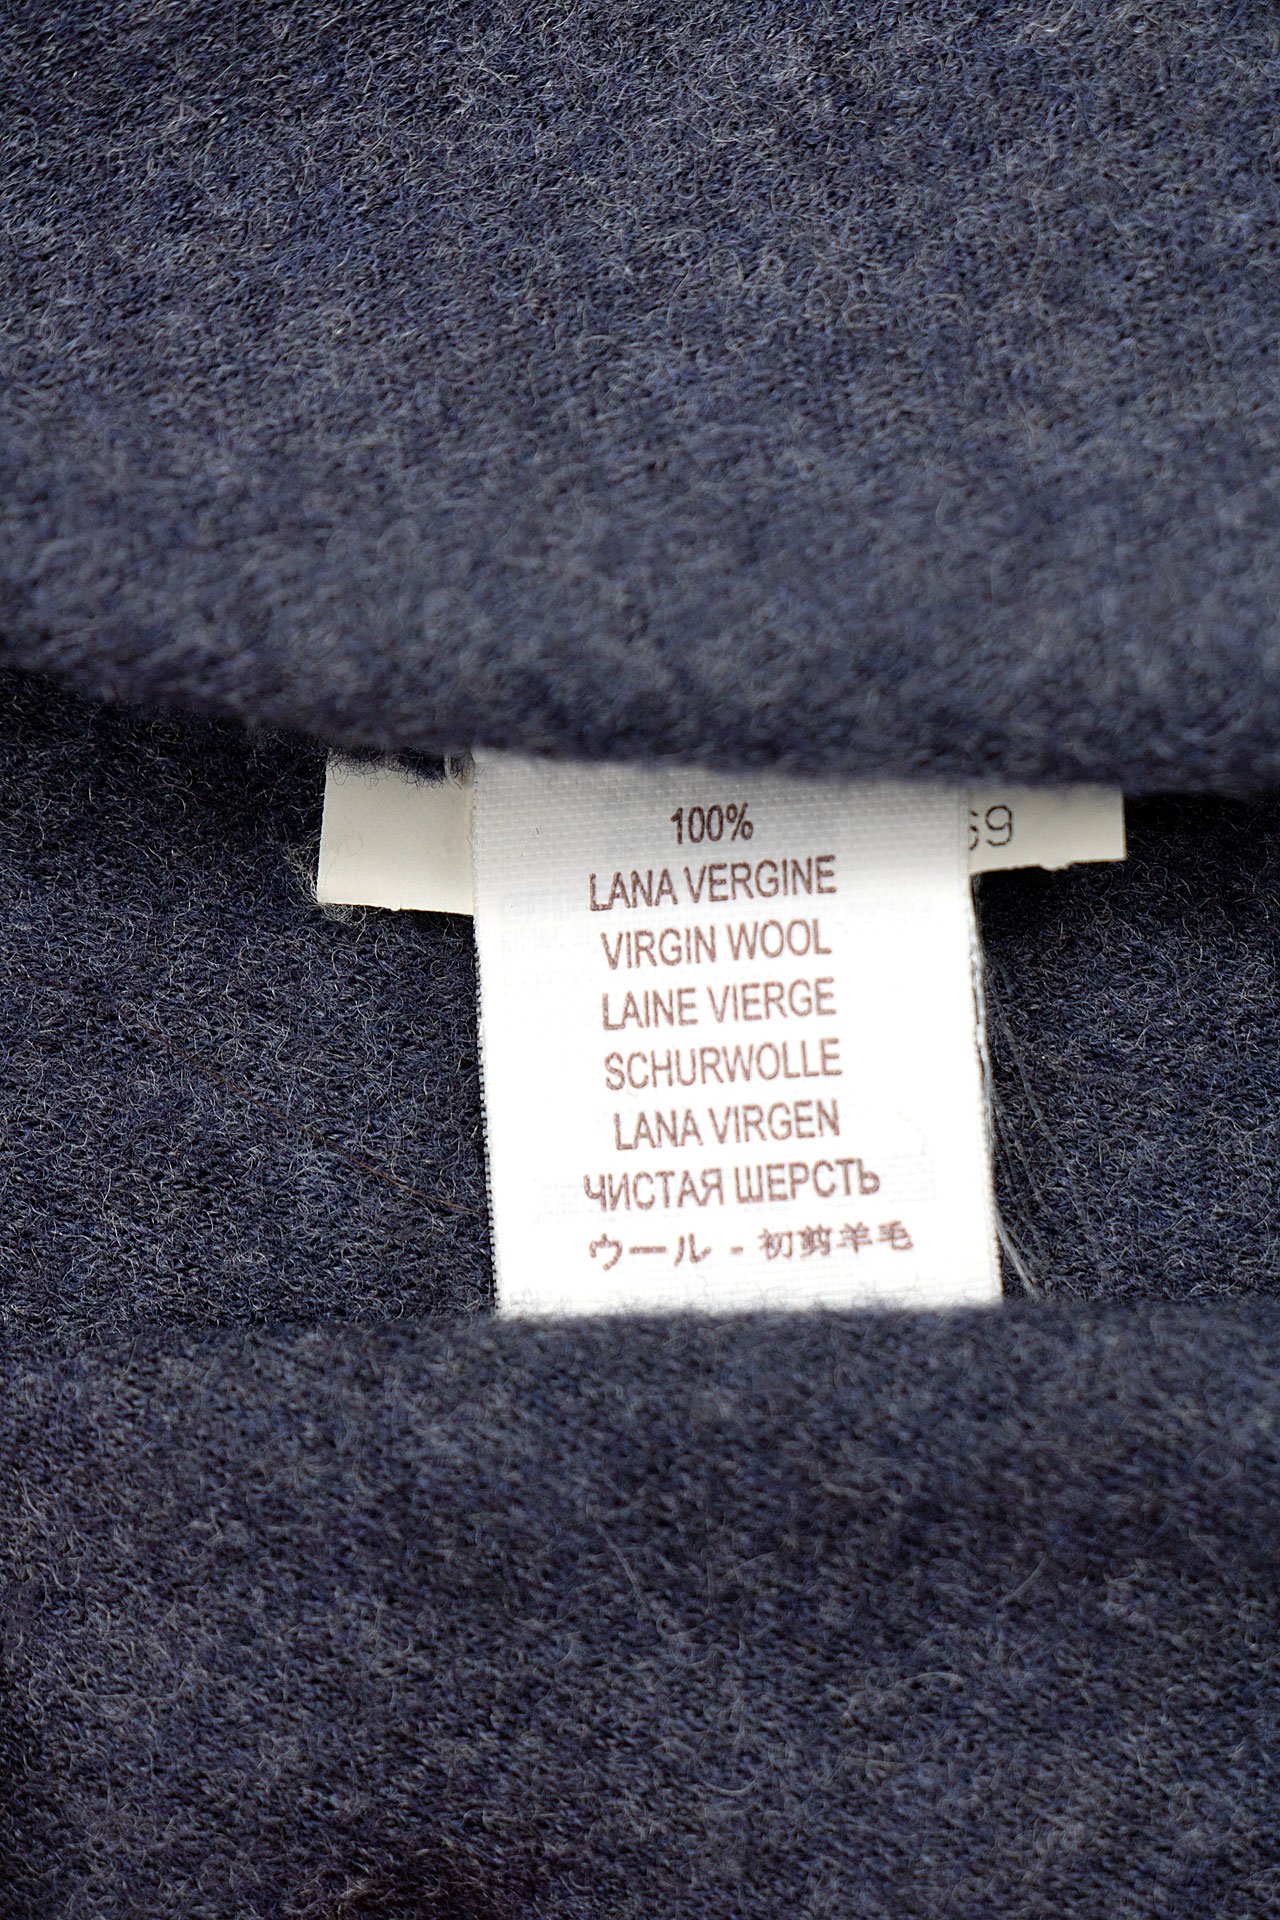 100%
69
LANA VERGINE
VIRGIN WOOL
LAINE VIERGE
SCHURWOLLE
LANA VIRGEN
ЧИСТАЯ ШЕРСТЬ
ウール - 初剪羊毛